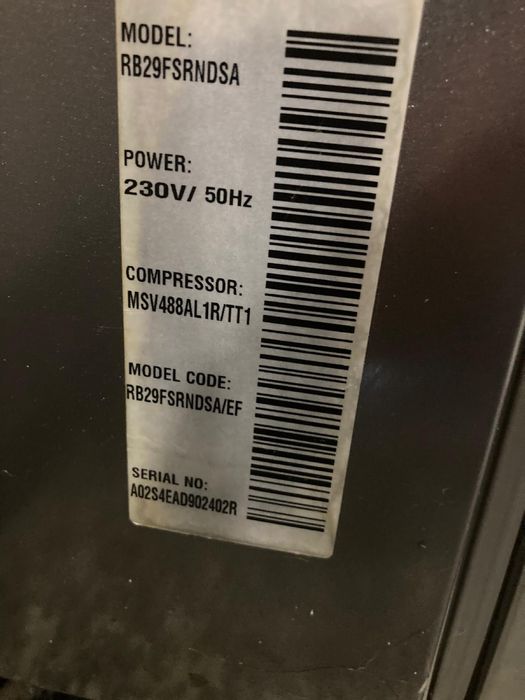 MODEL:
RB29FSRNDSA
POWER:
230V/ 50Hz
COMPRESSOR:
MSV488AL1R/TT1
MODEL CODE:
RB29FSRNDSA/EF
SERIAL NO:
A02S4EAD902402R